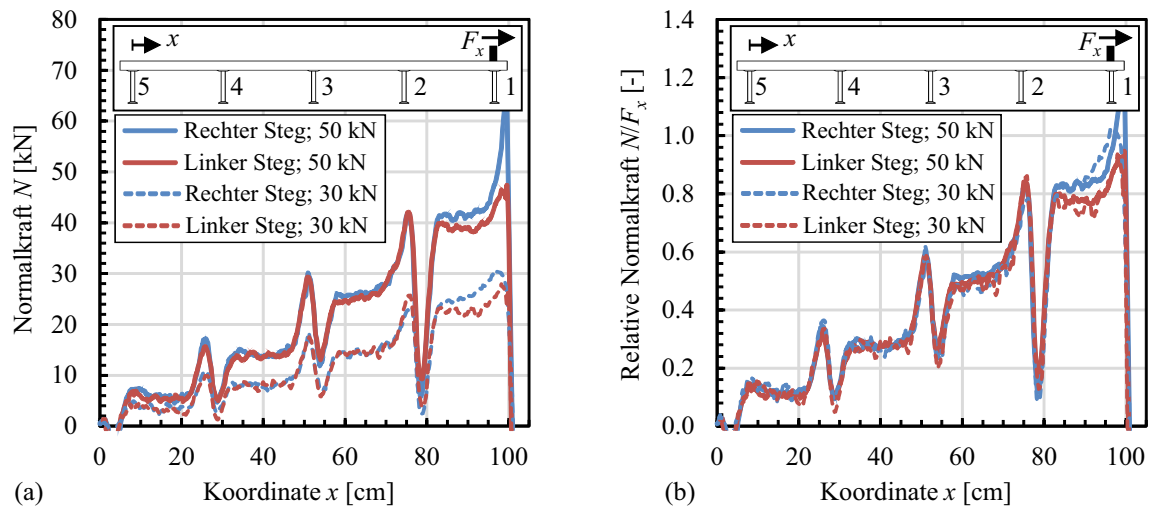 80
70
60
50
40
30
20
10
0
Normalkraft N [kN]
x
F_x
5 4 3 2 1
Rechter Steg; 50 kN
Linker Steg; 50 kN
Rechter Steg; 30 kN
Linker Steg; 30 kN
0 20 40 60 80 100
(a) Koordinate x [cm]
1.4
1.2
1.0
0.8
0.6
0.4
0.2
0.0
Relative Normalkraft N/F_x [-]
x
F_x
5 4 3 2 1
Rechter Steg; 50 kN
Linker Steg; 50 kN
Rechter Steg; 30 kN
Linker Steg; 30 kN
0 20 40 60 80 100
(b) Koordinate x [cm]